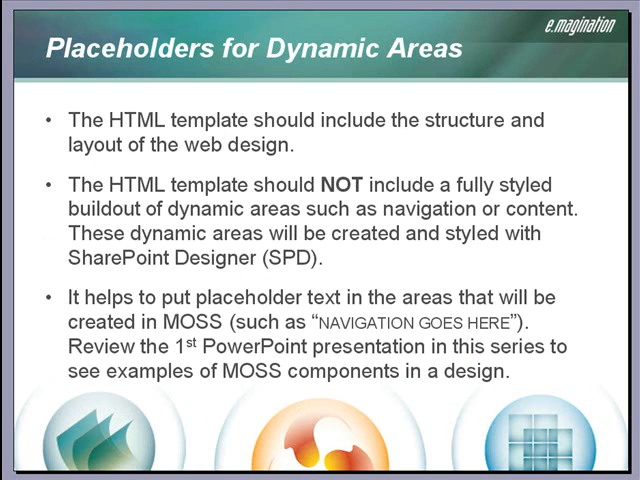 e.magination
Placeholders for Dynamic Areas
• The HTML template should include the structure and
layout of the web design.
• The HTML template should NOT include a fully styled
buildout of dynamic areas such as navigation or content.
These dynamic areas will be created and styled with
SharePoint Designer (SPD).
• It helps to put placeholder text in the areas that will be
created in MOSS (such as “NAVIGATION GOES HERE”).
Review the 1st PowerPoint presentation in this series to
see examples of MOSS components in a design.